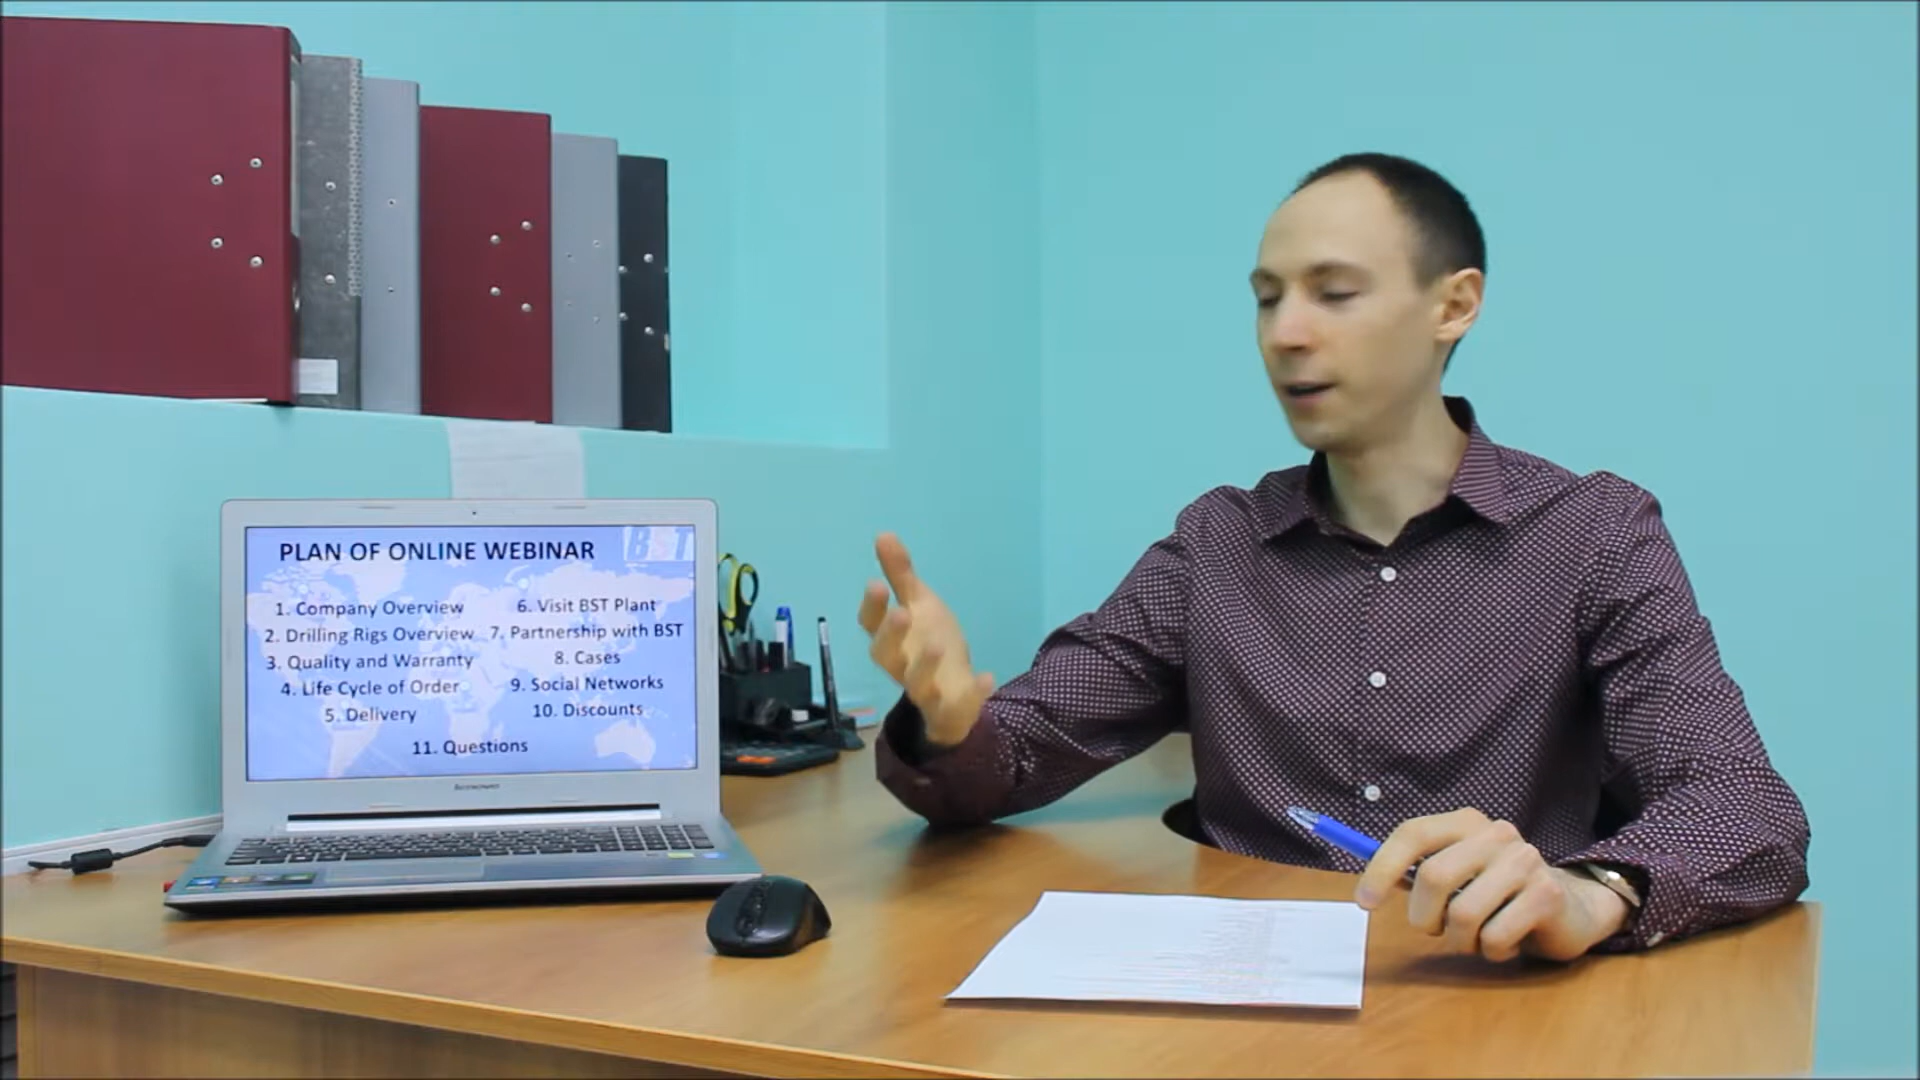 BST
PLAN OF ONLINE WEBINAR
1. Company Overview
2. Drilling Rigs Overview
3. Quality and Warranty
4. Life Cycle of Order
5. Delivery
6. Visit BST Plant
7. Partnership with BST
8. Cases
9. Social Networks
10. Discounts
11. Questions
Lenovo